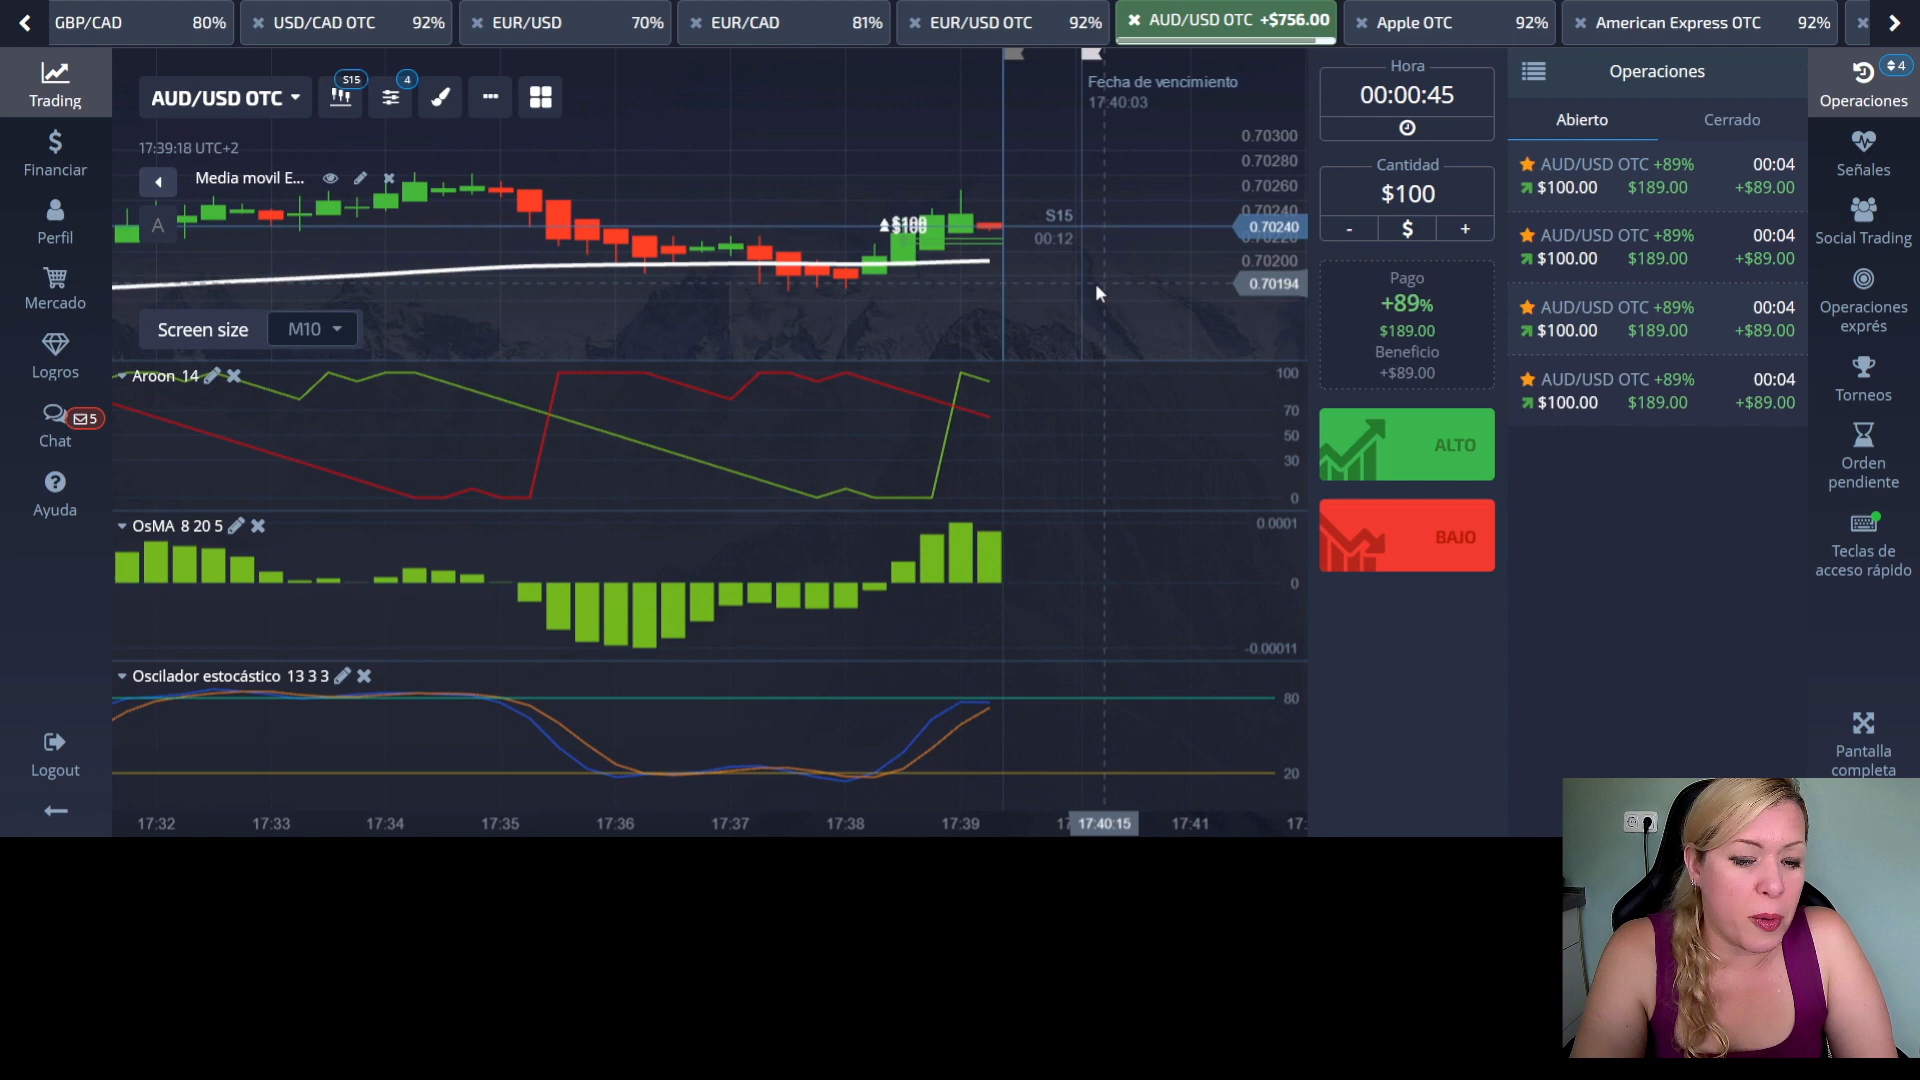 GBP/CAD 80%
USD/CAD OTC 92%
EUR/USD 70%
EUR/CAD 81%
EUR/USD OTC 92%
AUD/USD OTC +$756.00
Apple OTC 92%
American Express OTC 92%
Trading
Financiar
Perfil
Mercado
Logros
5
Chat
Ayuda
Logout
AUD/USD OTC
S15
4
17:39:18 UTC+2
Media movil E...
A
$100
Screen size M10
Fecha de vencimiento
17:40:03
S15
00:12
0.70300
0.70280
0.70260
0.70240
0.70240
0.70220
0.70200
0.70194
Aroon 14
100
70
50
30
0
OsMA 8 20 5
0.0001
0
-0.00011
Oscilador estocástico 13 3 3
80
20
17:32 17:33 17:34 17:35 17:36 17:37 17:38 17:39 17:40:15 17:41 17:
Hora
00:00:45
Cantidad
$100
- $ +
Pago
+89%
$189.00
Beneficio
+$89.00
ALTO
BAJO
Operaciones
Abierto Cerrado
AUD/USD OTC +89% 00:04
$100.00 $189.00 +$89.00
AUD/USD OTC +89% 00:04
$100.00 $189.00 +$89.00
AUD/USD OTC +89% 00:04
$100.00 $189.00 +$89.00
AUD/USD OTC +89% 00:04
$100.00 $189.00 +$89.00
4
Operaciones
Señales
Social Trading
Operaciones
exprés
Torneos
Orden
pendiente
Teclas de
acceso rápido
Pantalla
completa